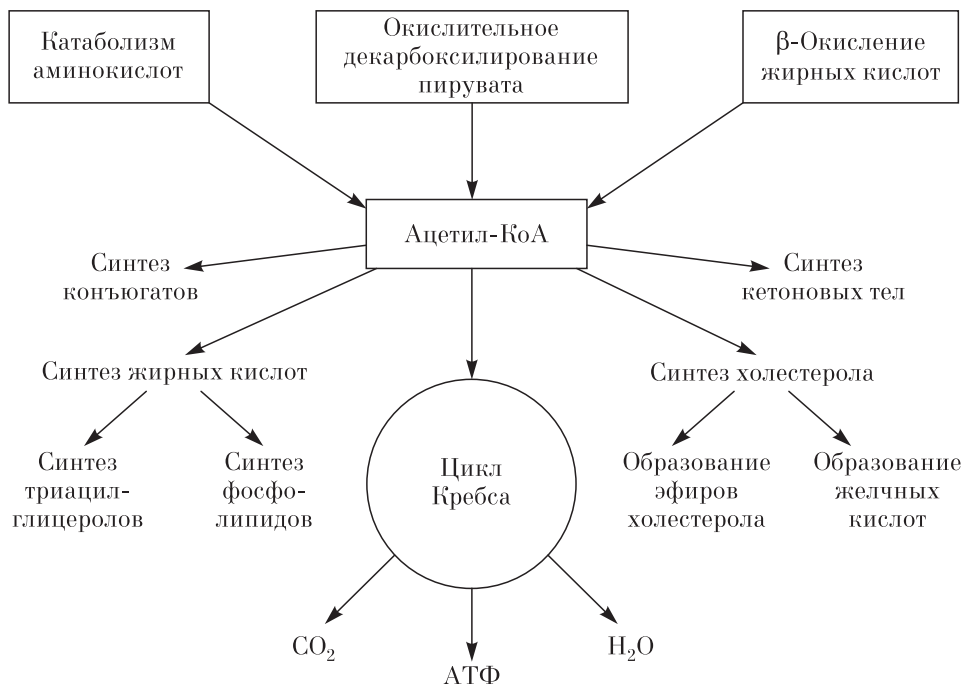 Катаболизм
аминокислот
Окислительное
декарбоксилирование
пирувата
β-Окисление
жирных кислот
Ацетил-КоА
Синтез
конъюгатов
Синтез
кетоновых тел
Синтез жирных кислот
Синтез холестерола
Синтез
триацил-
глицеролов
Синтез
фосфо-
липидов
Цикл
Кребса
Образование
эфиров
холестерола
Образование
желчных
кислот
CO₂
АТФ
H₂O